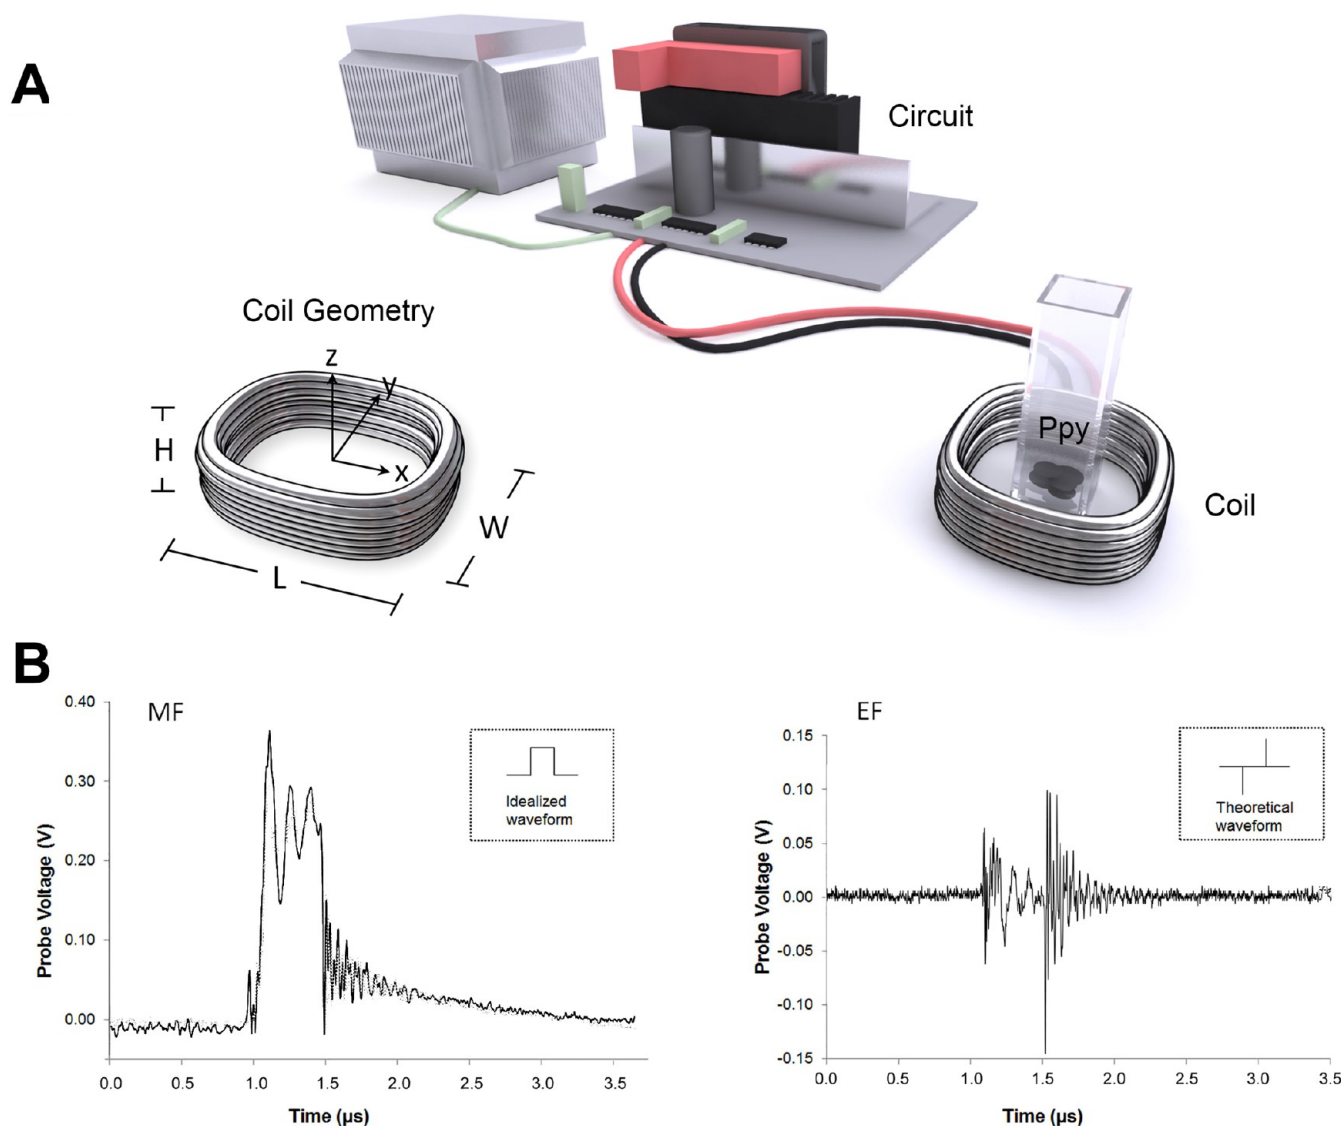 A
Circuit
Coil Geometry
z
y
x
H
W
L
Ppy
Coil
B
MF
0.40
0.30
0.20
0.10
0.00
Probe Voltage (V)
Idealized
waveform
0.0 0.5 1.0 1.5 2.0 2.5 3.0 3.5
Time (µs)
EF
0.15
0.10
0.05
0.00
-0.05
-0.10
-0.15
Probe Voltage (V)
Theoretical
waveform
0.0 0.5 1.0 1.5 2.0 2.5 3.0 3.5
Time (µs)